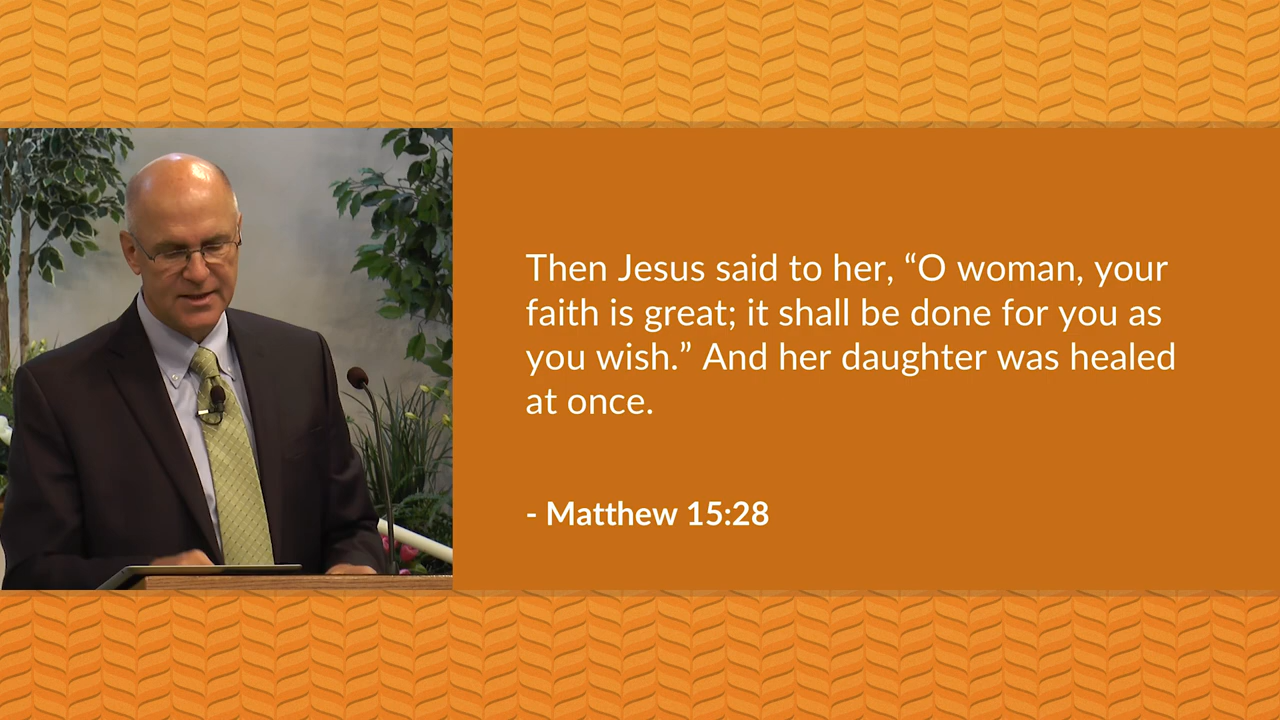 Then Jesus said to her, “O woman, your
faith is great; it shall be done for you as
you wish.” And her daughter was healed
at once.
- Matthew 15:28